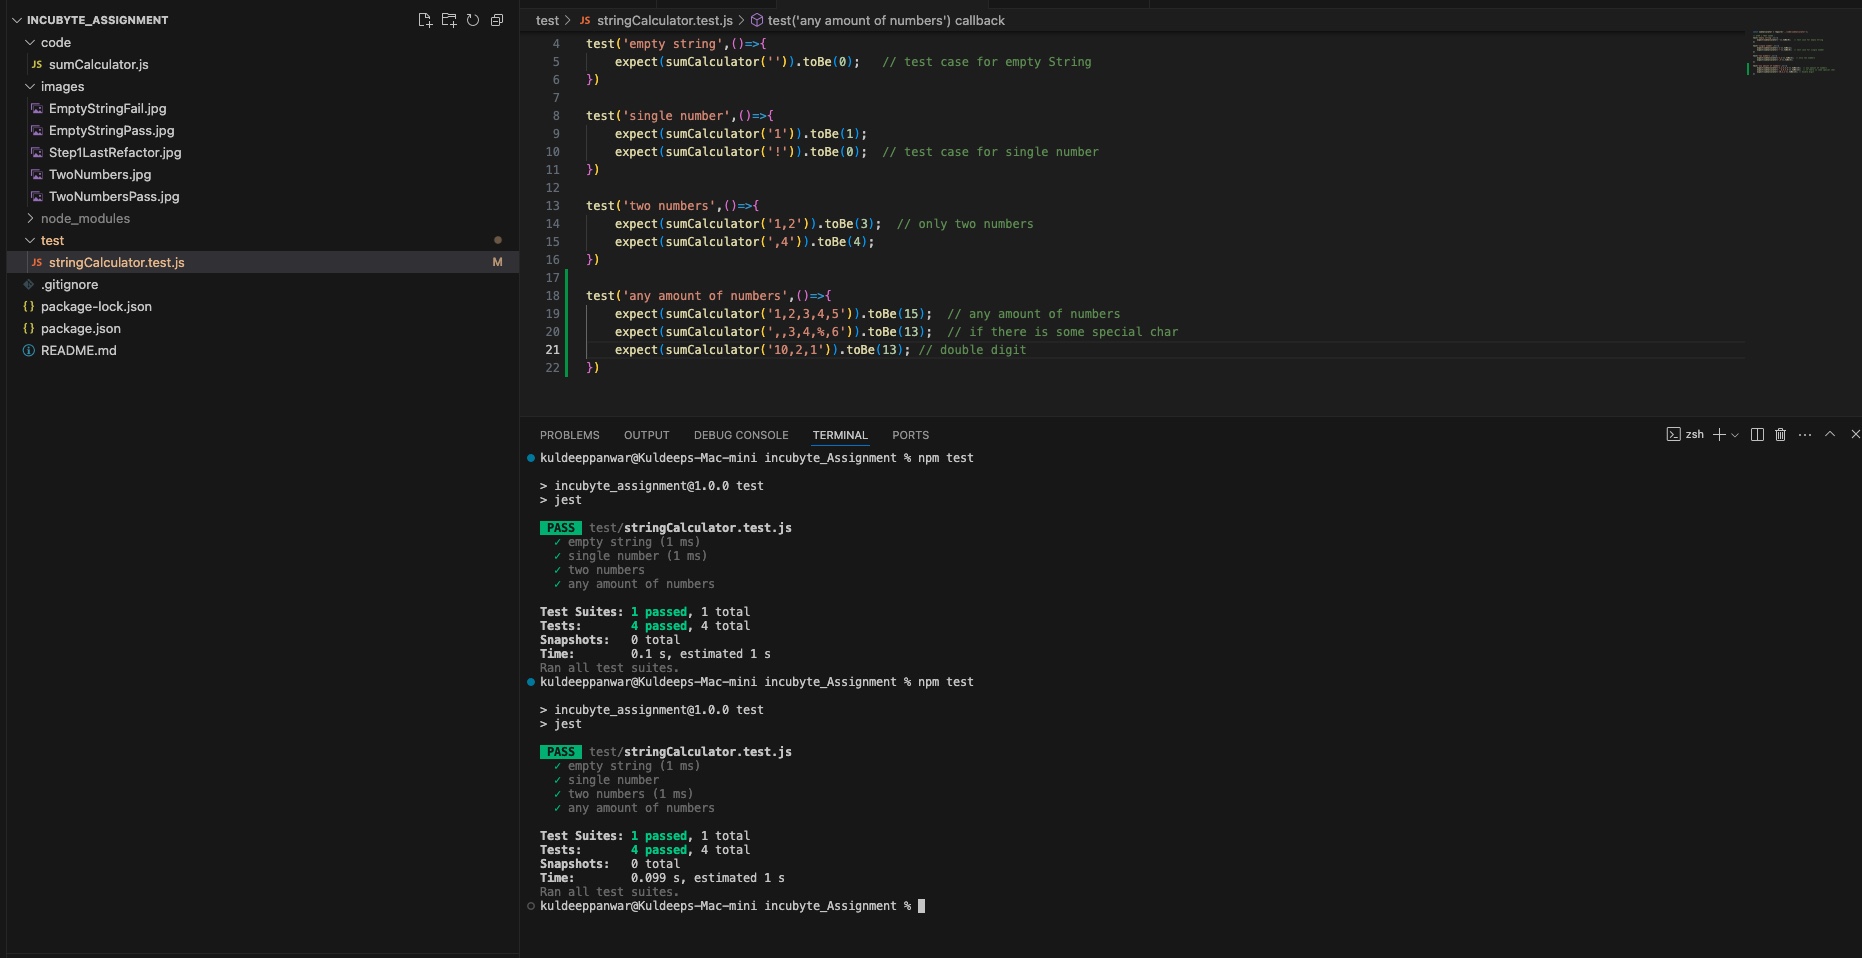 INCUBYTE_ASSIGNMENT
code
JS sumCalculator.js
images
EmptyStringFail.jpg
EmptyStringPass.jpg
Step1LastRefactor.jpg
TwoNumbers.jpg
TwoNumbersPass.jpg
node_modules
test
JS stringCalculator.test.js M
.gitignore
{} package-lock.json
{} package.json
README.md
test > JS stringCalculator.test.js > test('any amount of numbers') callback
4 test('empty string',()=>{
5 expect(sumCalculator('')).toBe(0); // test case for empty String
6 })
7
8 test('single number',()=>{
9 expect(sumCalculator('1')).toBe(1);
10 expect(sumCalculator('!')).toBe(0); // test case for single number
11 })
12
13 test('two numbers',()=>{
14 expect(sumCalculator('1,2')).toBe(3); // only two numbers
15 expect(sumCalculator(',4')).toBe(4);
16 })
17
18 test('any amount of numbers',()=>{
19 expect(sumCalculator('1,2,3,4,5')).toBe(15); // any amount of numbers
20 expect(sumCalculator(',,3,4,%,6')).toBe(13); // if there is some special char
21 expect(sumCalculator('10,2,1')).toBe(13); // double digit
22 })
PROBLEMS OUTPUT DEBUG CONSOLE TERMINAL PORTS zsh
kuldeeppanwar@Kuldeeps-Mac-mini incubyte_Assignment % npm test
> incubyte_assignment@1.0.0 test
> jest
PASS test/stringCalculator.test.js
✓ empty string (1 ms)
✓ single number (1 ms)
✓ two numbers
✓ any amount of numbers
Test Suites: 1 passed, 1 total
Tests: 4 passed, 4 total
Snapshots: 0 total
Time: 0.1 s, estimated 1 s
Ran all test suites.
kuldeeppanwar@Kuldeeps-Mac-mini incubyte_Assignment % npm test
> incubyte_assignment@1.0.0 test
> jest
PASS test/stringCalculator.test.js
✓ empty string (1 ms)
✓ single number
✓ two numbers (1 ms)
✓ any amount of numbers
Test Suites: 1 passed, 1 total
Tests: 4 passed, 4 total
Snapshots: 0 total
Time: 0.099 s, estimated 1 s
Ran all test suites.
kuldeeppanwar@Kuldeeps-Mac-mini incubyte_Assignment %